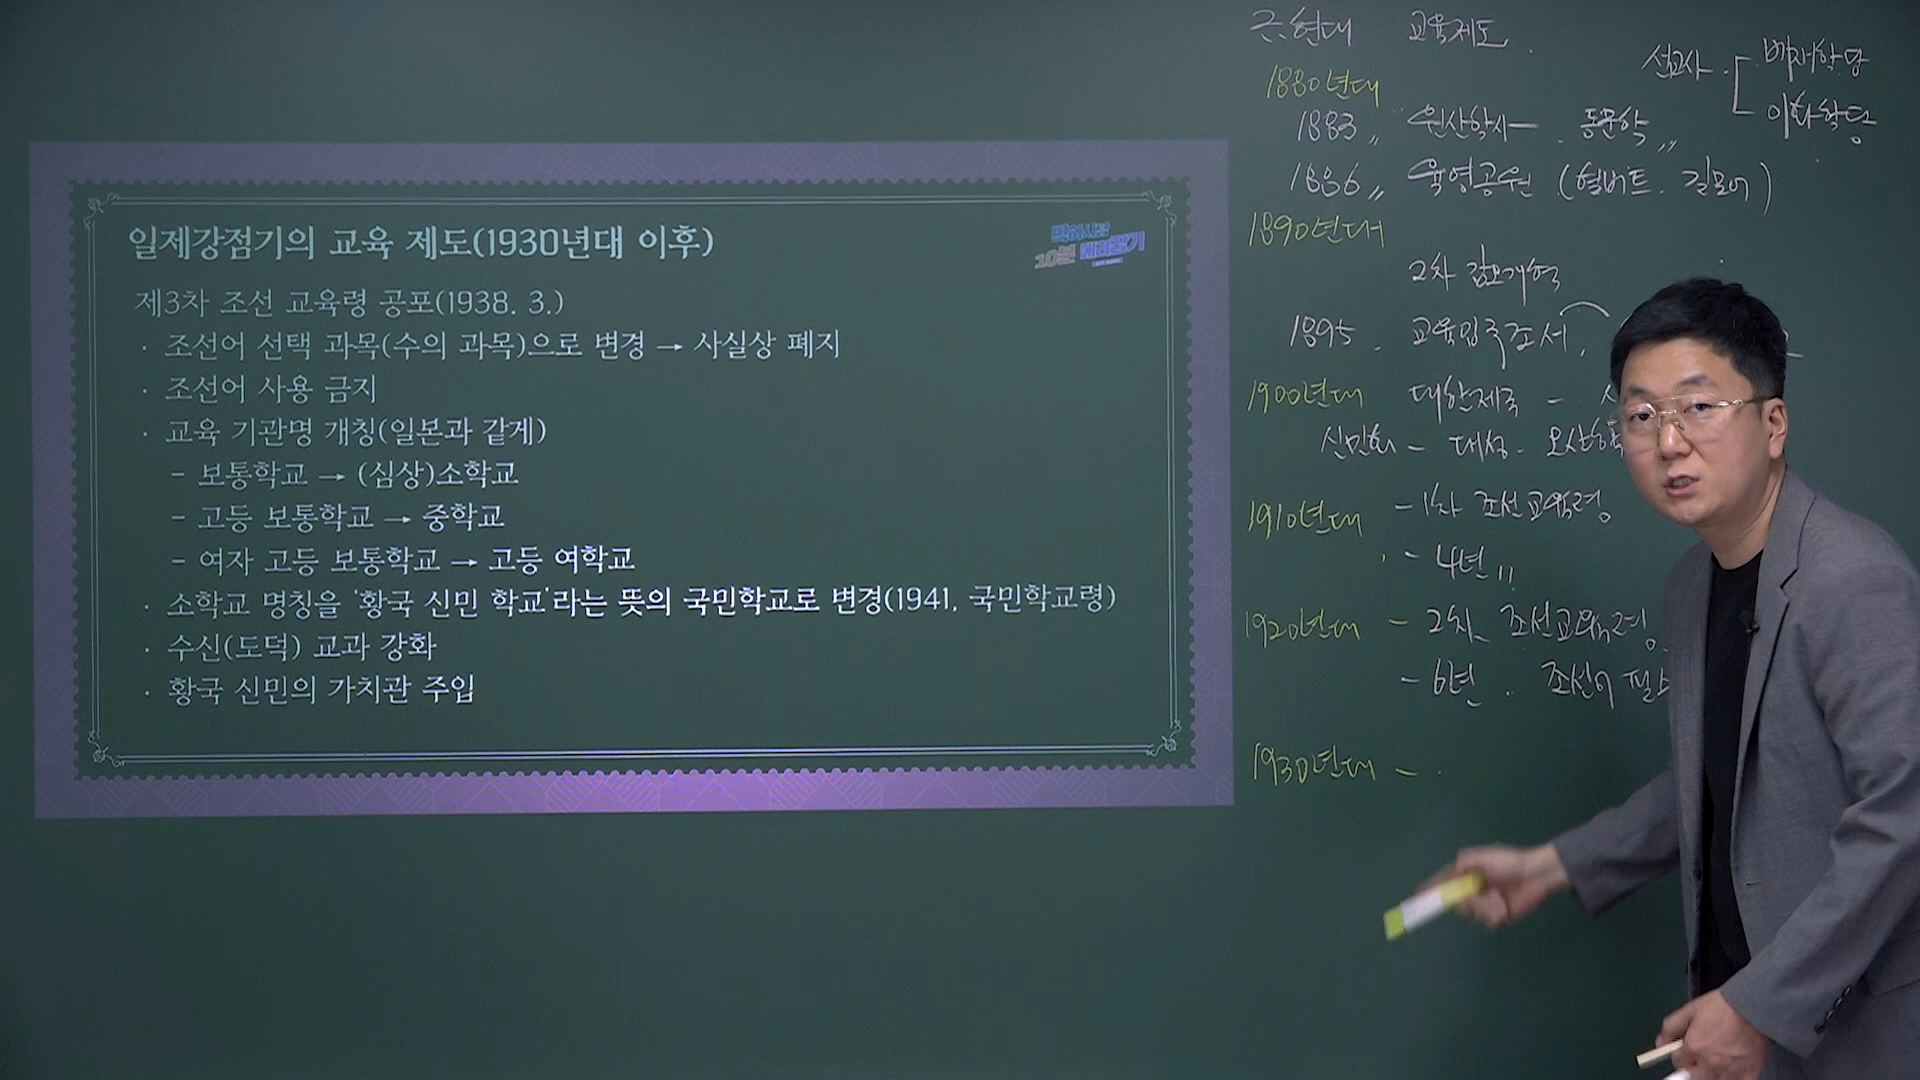 일제강점기의 교육 제도(1930년대 이후)
제3차 조선 교육령 공포(1938. 3.)
· 조선어 선택 과목(수의 과목)으로 변경 → 사실상 폐지
· 조선어 사용 금지
· 교육 기관명 개칭(일본과 같게)
- 보통학교 → (심상)소학교
- 고등 보통학교 → 중학교
- 여자 고등 보통학교 → 고등 여학교
· 소학교 명칭을 '황국 신민 학교'라는 뜻의 국민학교로 변경(1941, 국민학교령)
· 수신(도덕) 교과 강화
· 황국 신민의 가치관 주입
근·현대 교육제도.
선교사 배재학당
이화학당
1880년대
1883〃 원산학사 . 동문학〃
1886〃 육영공원 (헐버트. 길모어)
1890년대
2차 갑오개혁
1895. 교육입국조서.
1900년대 대한제국 -
신민회 - 대성. 오산학
1910년대 - 1차 조선교육령
- 4년〃
1920년대 - 2차 조선교육령
- 6년. 조선어 필
1930년대 -